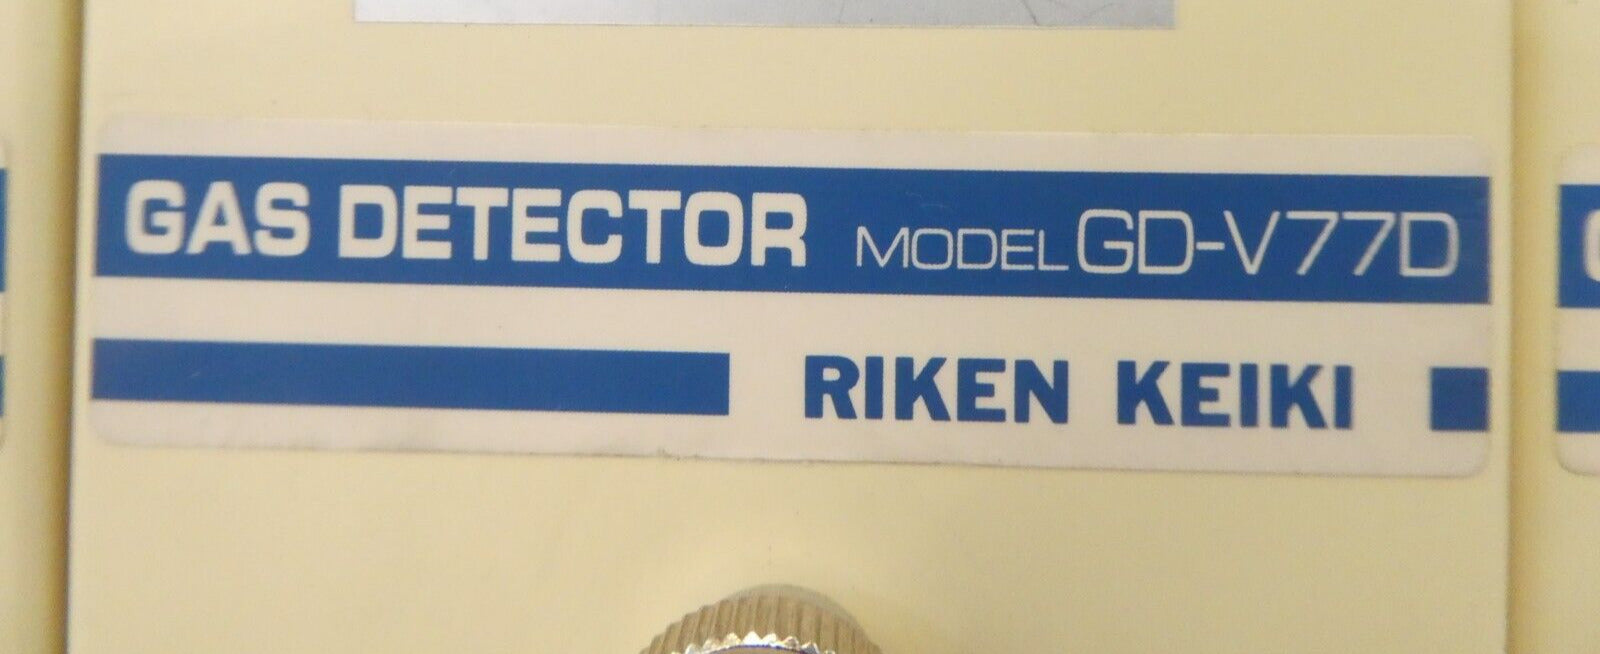 GAS DETECTOR MODEL GD-V77D
RIKEN KEIKI